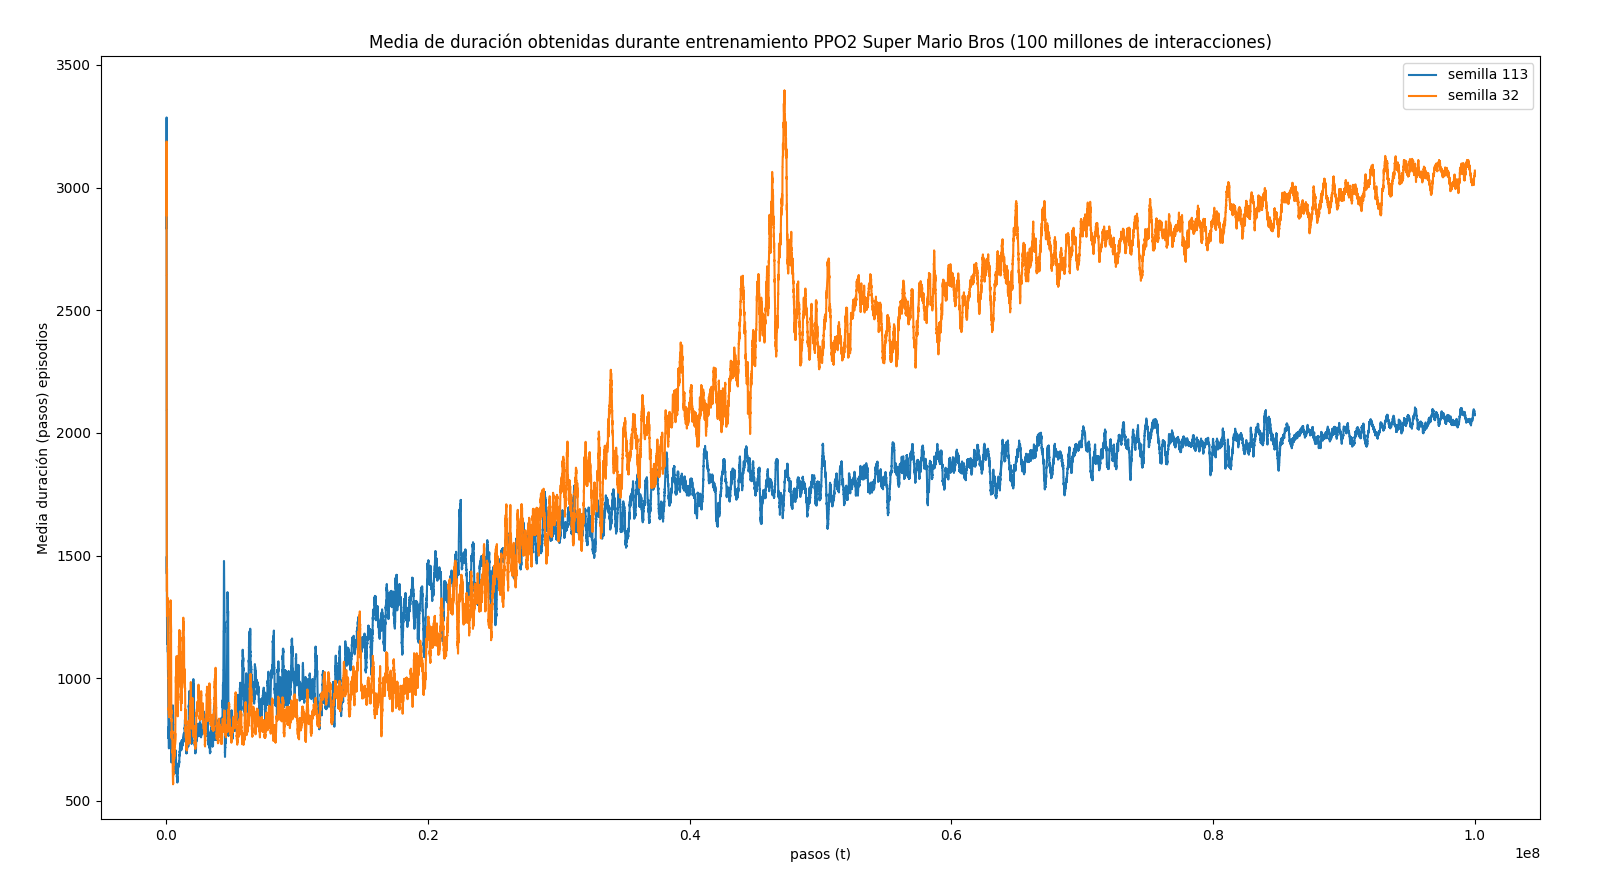 Media de duración obtenidas durante entrenamiento PPO2 Super Mario Bros (100 millones de interacciones)
semilla 113
semilla 32
Media duración (pasos) episodios
3500
3000
2500
2000
1500
1000
500
0.0 0.2 0.4 0.6 0.8 1.0
1e8
pasos (t)